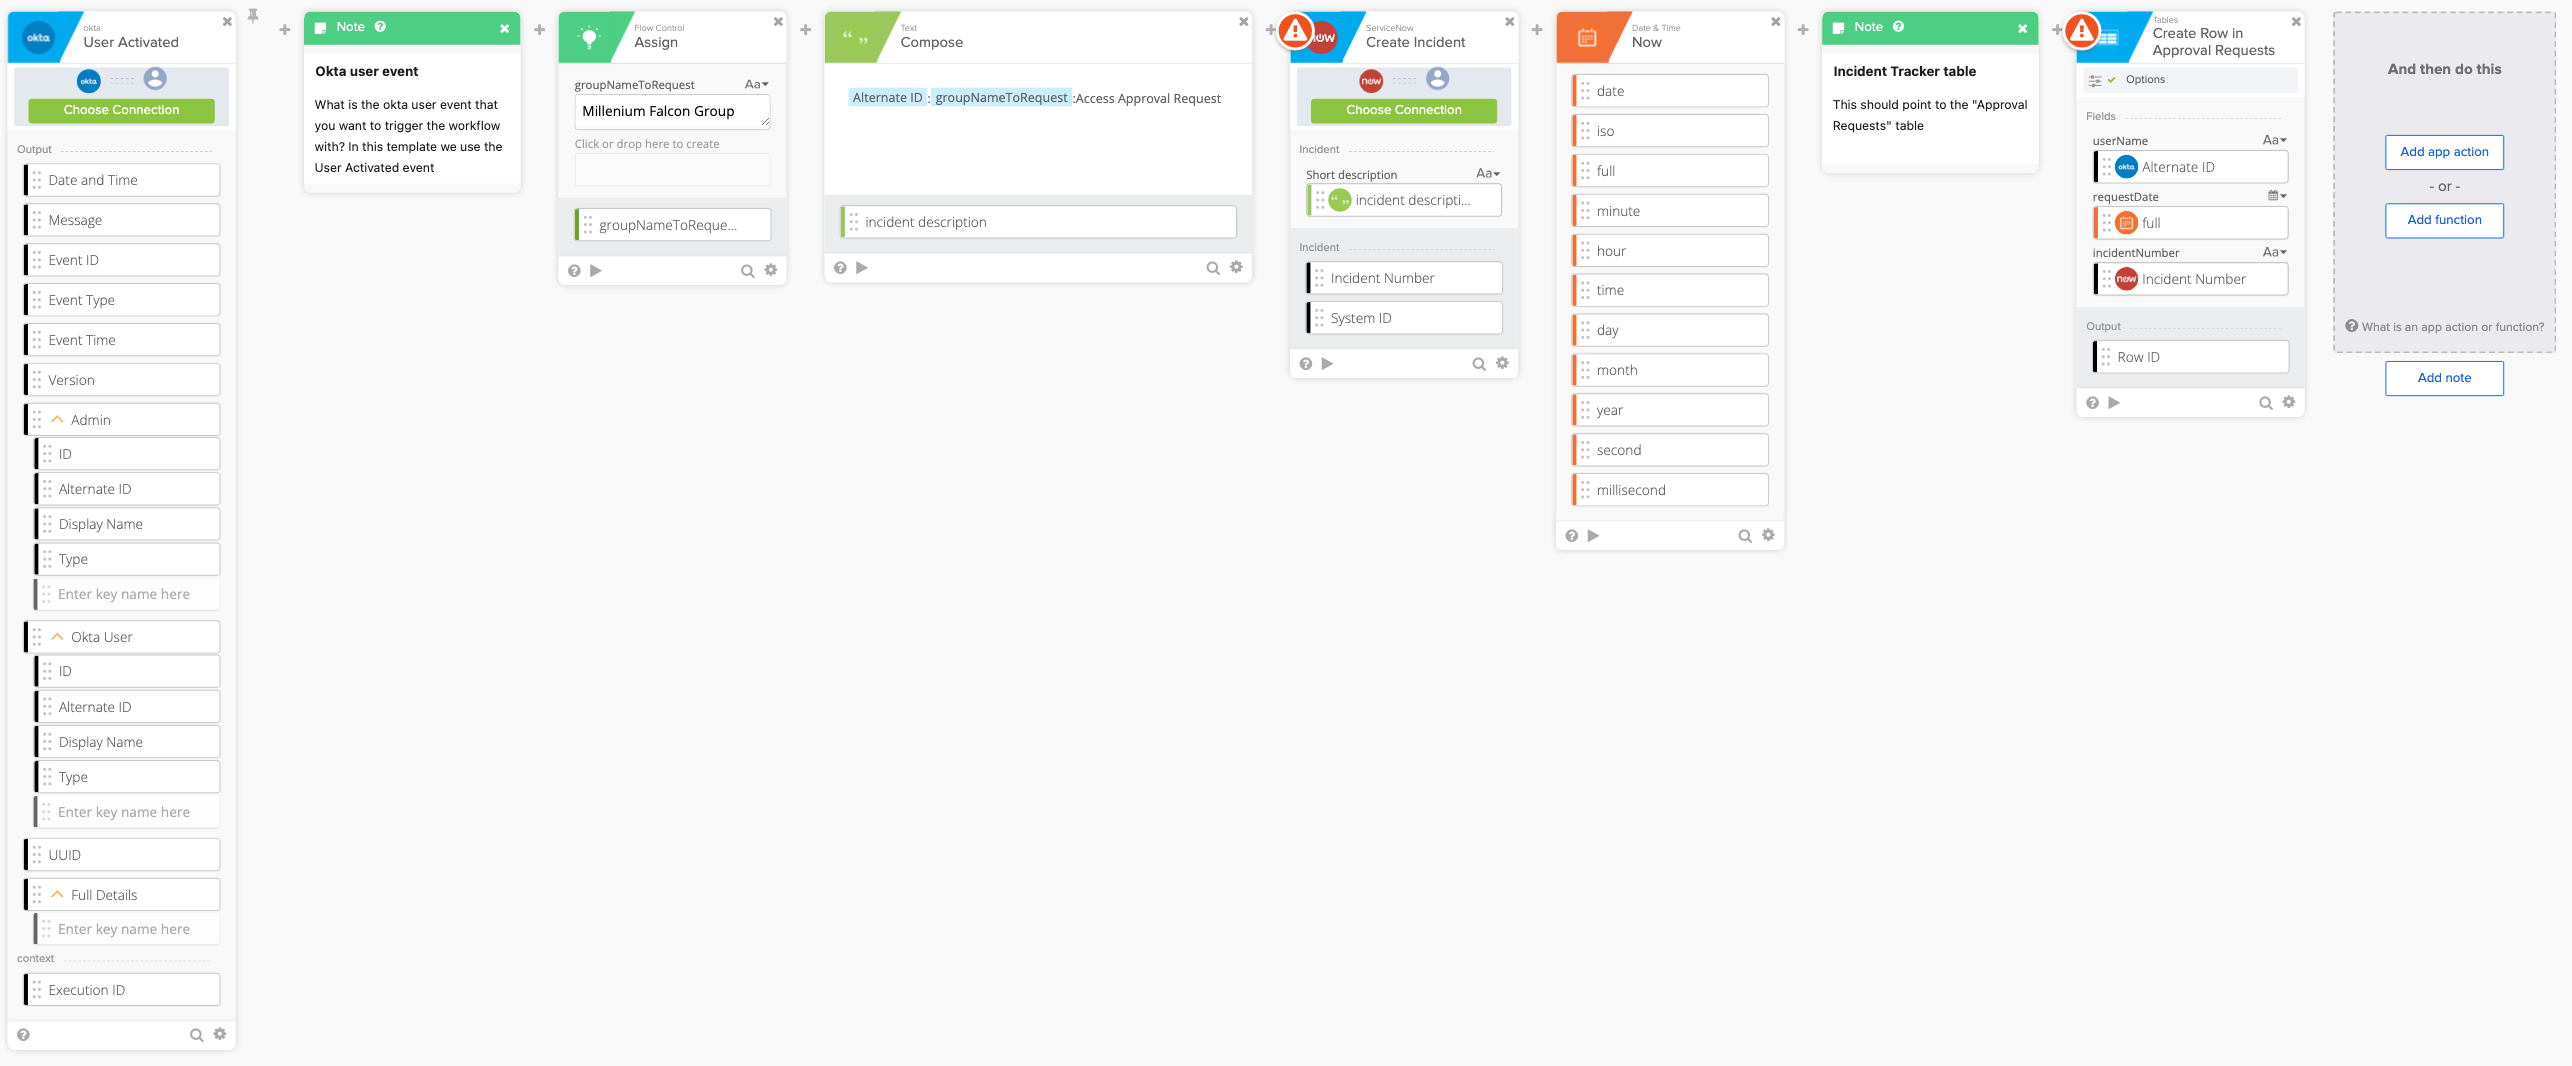 okta
okta
User Activated
okta
Choose Connection
Output
Date and Time
Message
Event ID
Event Type
Event Time
Version
Admin
ID
Alternate ID
Display Name
Type
Enter key name here
Okta User
ID
Alternate ID
Display Name
Type
Enter key name here
UUID
Full Details
Enter key name here
context
Execution ID
Note
Okta user event
What is the okta user event that
you want to trigger the workflow
with? In this template we use the
User Activated event
Flow Control
Assign
groupNameToRequest Aa
Millenium Falcon Group
Click or drop here to create
groupNameToReque...
Text
Compose
Alternate ID : groupNameToRequest :Access Approval Request
incident description
now
ServiceNow
Create Incident
now
Choose Connection
Incident
Short description Aa
incident descripti...
Incident
Incident Number
System ID
Date & Time
Now
date
iso
full
minute
hour
time
day
month
year
second
millisecond
Note
Incident Tracker table
This should point to the "Approval
Requests" table
Tables
Create Row in
Approval Requests
Options
Fields
userName Aa
okta Alternate ID
requestDate
full
incidentNumber Aa
now Incident Number
Output
Row ID
And then do this
Add app action
- or -
Add function
What is an app action or function?
Add note